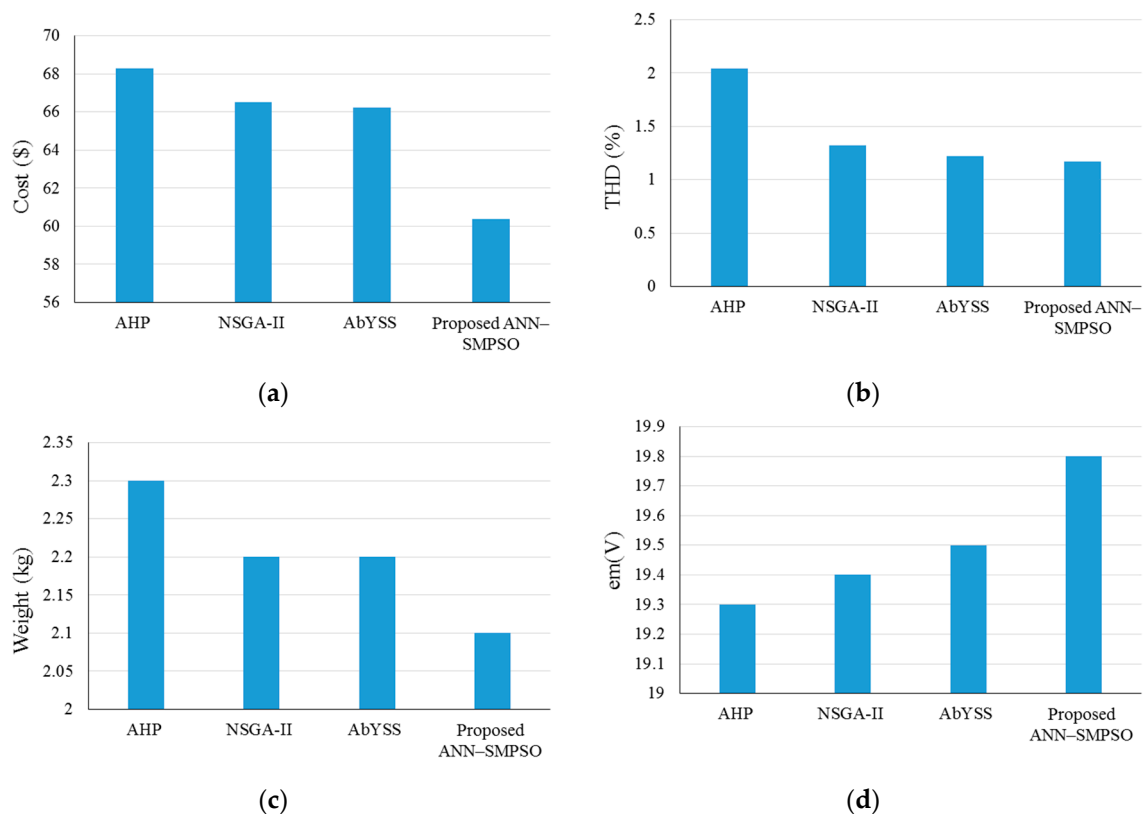 70
68
66
64
62
60
58
56
Cost ($)
AHP
NSGA-II
AbYSS
Proposed ANN–
SMPSO
(a)
2.5
2
1.5
1
0.5
0
THD (%)
AHP
NSGA-II
AbYSS
Proposed ANN–
SMPSO
(b)
2.35
2.3
2.25
2.2
2.15
2.1
2.05
2
Weight (kg)
AHP
NSGA-II
AbYSS
Proposed
ANN–SMPSO
(c)
19.9
19.8
19.7
19.6
19.5
19.4
19.3
19.2
19.1
19
em(V)
AHP
NSGA-II
AbYSS
Proposed
ANN–SMPSO
(d)